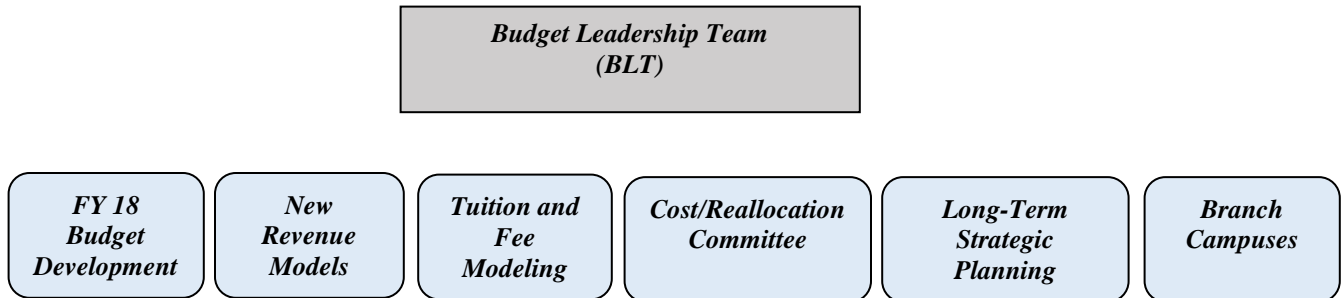 Budget Leadership Team
(BLT)
FY 18
Budget
Development
New
Revenue
Models
Tuition and
Fee
Modeling
Cost/Reallocation
Committee
Long-Term
Strategic
Planning
Branch
Campuses